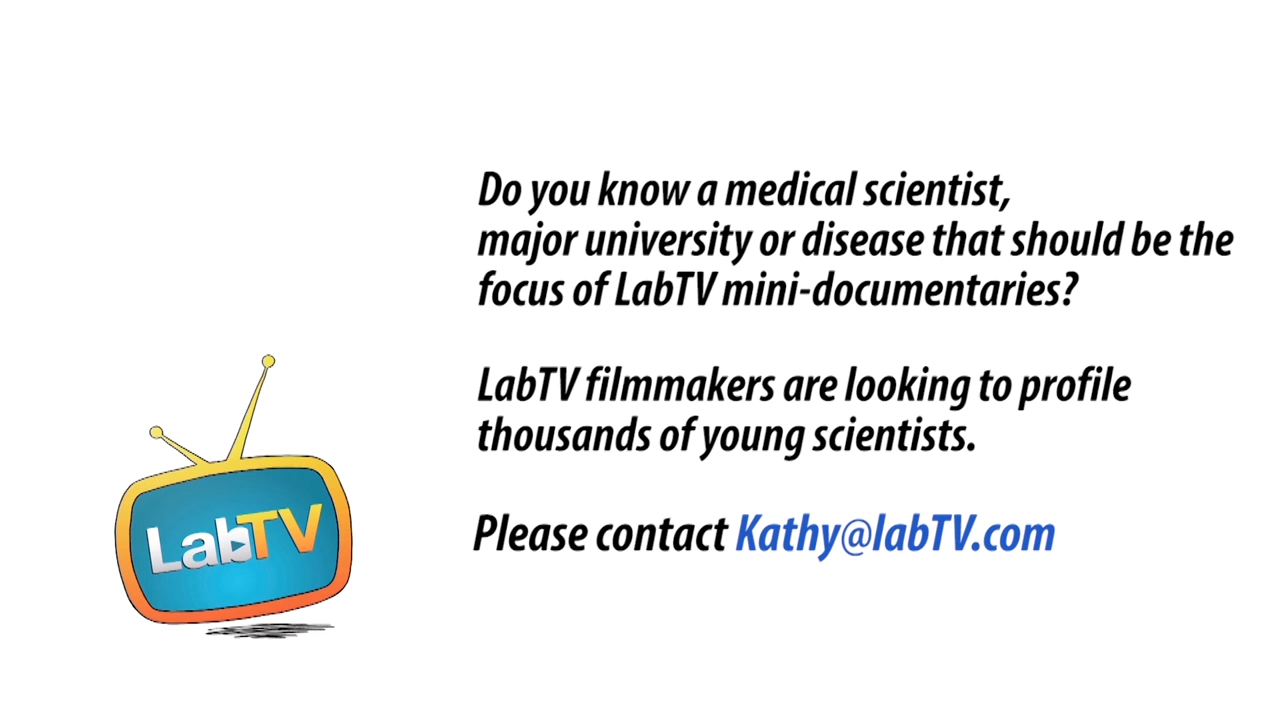 Do you know a medical scientist,
major university or disease that should be the
focus of LabTV mini-documentaries?
LabTV filmmakers are looking to profile
thousands of young scientists.
Please contact Kathy@labTV.com
LabTV